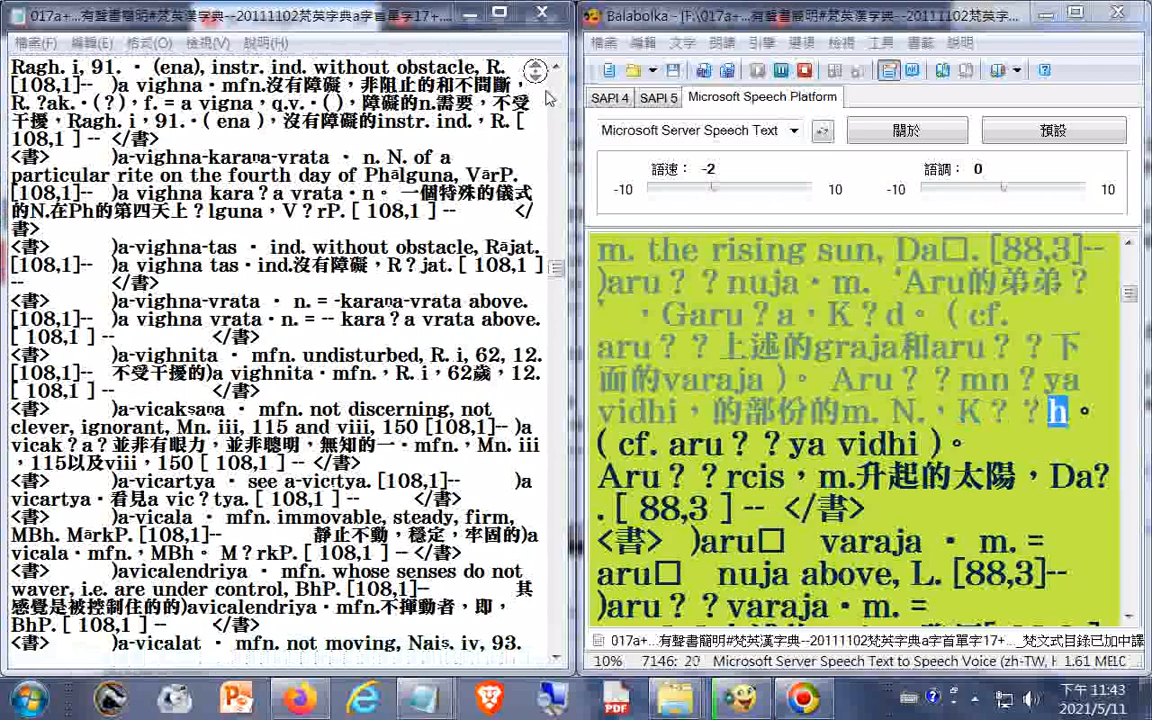 017a+...有聲書簡明#梵英漢字典--20111102梵英字典a字首單字17+...
檔案(F) 編輯(E) 格式(O) 檢視(V) 說明(H)
Ragh. i, 91. · (ena), instr. ind. without obstacle, R.
[108,1]-- )a vighna · mfn.沒有障礙，非阻止的和不間斷，
R. ?ak. · (?), f. = a vigna, q.v. · ( ), 障礙的n.需要，不受
干擾，Ragh. i，91. · ( ena )，沒有障礙的instr. ind.，R. [
108,1 ] -- </書>
<書> )a-vighna-karaṇa-vrata · n. N. of a
particular rite on the fourth day of Phālguna, VārP.
[108,1]-- )a vighna kara?a vrata · n。 一個特殊的儀式
的N.在Ph的第四天上?lguna，V?rP. [ 108,1 ] -- </
書>
<書> )a-vighna-tas · ind. without obstacle, Rājat.
[108,1]-- )a vighna tas · ind.沒有障礙，R?jat. [ 108,1 ]
-- </書>
<書> )a-vighna-vrata · n. = -karaṇa-vrata above.
[108,1]-- )a vighna vrata · n. = -- kara?a vrata above.
[ 108,1 ] -- </書>
<書> )a-vighnita · mfn. undisturbed, R. i, 62, 12.
[108,1]-- 不受干擾的)a vighnita · mfn.，R. i，62歲，12.
[ 108,1 ] -- </書>
<書> )a-vicakṣaṇa · mfn. not discerning, not
clever, ignorant, Mn. iii, 115 and viii, 150 [108,1]-- )a
vicak?a?並非有眼力，並非聰明，無知的一 · mfn.，Mn. iii
，115以及viii，150 [ 108,1 ] -- </書>
<書> )a-vicartya · see a-vicṛtya. [108,1]-- )a
vicartya · 看見a vic?tya. [ 108,1 ] -- </書>
<書> )a-vicala · mfn. immovable, steady, firm,
MBh. MārkP. [108,1]-- 靜止不動，穩定，牢固的)a
vicala · mfn.，MBh。 M?rkP. [ 108,1 ] -- </書>
<書> )avicalendriya · mfn. whose senses do not
waver, i.e. are under control, BhP. [108,1]-- 其
感覺是被控制住的的)avicalendriya · mfn.不揮動者，即，
BhP. [ 108,1 ] -- </書>
<書> )a-vicalat · mfn. not moving, Nais. iv, 93.
Balabolka - [F:\017a+...有聲書簡明#梵英漢字典--20111102梵英字...
檔案 編輯 文字 朗讀 引擎 選項 檢視 工具 書籤 說明
SAPI 4 SAPI 5 Microsoft Speech Platform
Microsoft Server Speech Text 關於 預設
語速： -2 語調： 0
-10 10 -10 10
m. the rising sun, Da□. [88,3]--
)aru？？nuja · m. 'Aru的弟弟？
'，Garu？a，K？d。（cf.
aru？？上述的graja和aru？？下
面的varaja )。 Aru？？mn？ya
vidhi，的部份的m. N.，K？？h。
( cf. aru？？ya vidhi )。
Aru？？rcis，m.升起的太陽，Da?
. [ 88,3 ] -- </書>
<書> )aru□ varaja · m. =
aru□ nuja above, L. [88,3]--
)aru？？varaja · m. =
017a+...有聲書簡明#梵英漢字典--20111102梵英字典a字首單字17+..._梵文式目錄已加中譯
10% 7146: 20 Microsoft Server Speech Text to Speech Voice (zh-TW, H 1.61 MELC
PDF
下午 11:43
2021/5/11